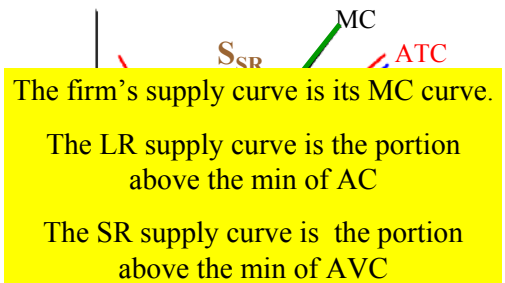 MC
S_SR
ATC
The firm's supply curve is its MC curve.
The LR supply curve is the portion
above the min of AC
The SR supply curve is the portion
above the min of AVC